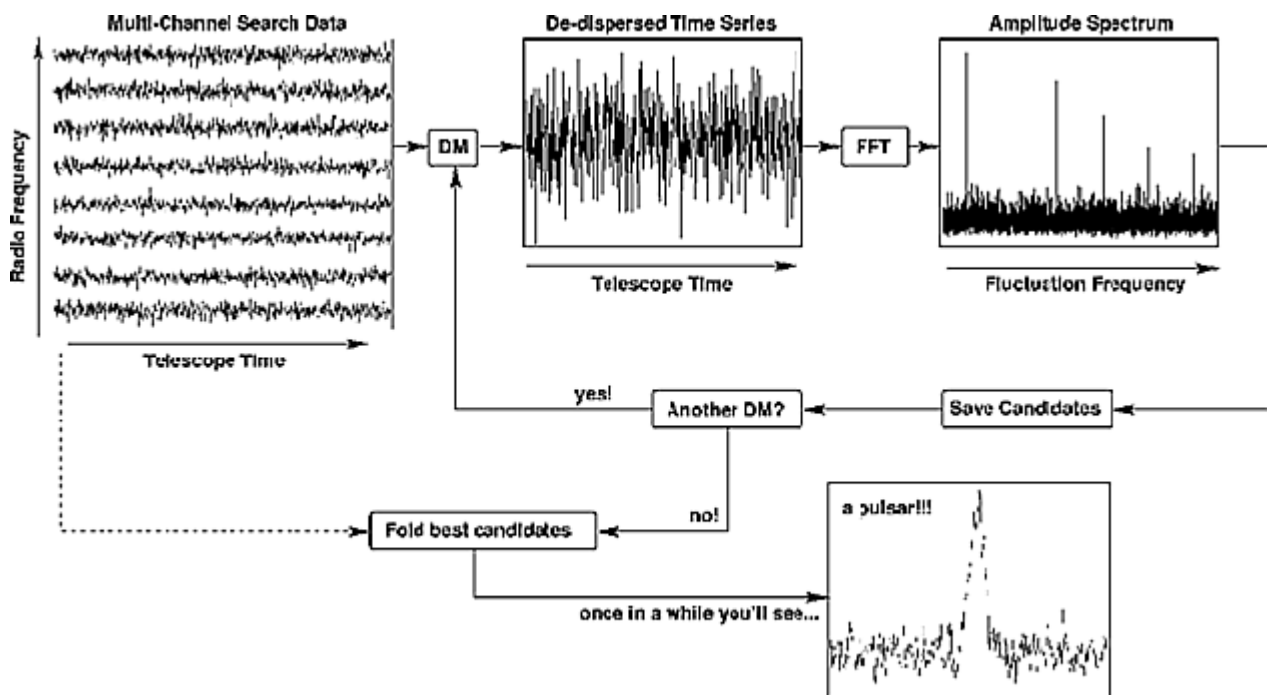 Multi-Channel Search Data
De-dispersed Time Series
Amplitude Spectrum
Radio Frequency
DM
FFT
Telescope Time
Telescope Time
Fluctuation Frequency
yes!
Another DM?
Save Candidates
Fold best candidates
no!
a pulsar!!!
once in a while you'll see...